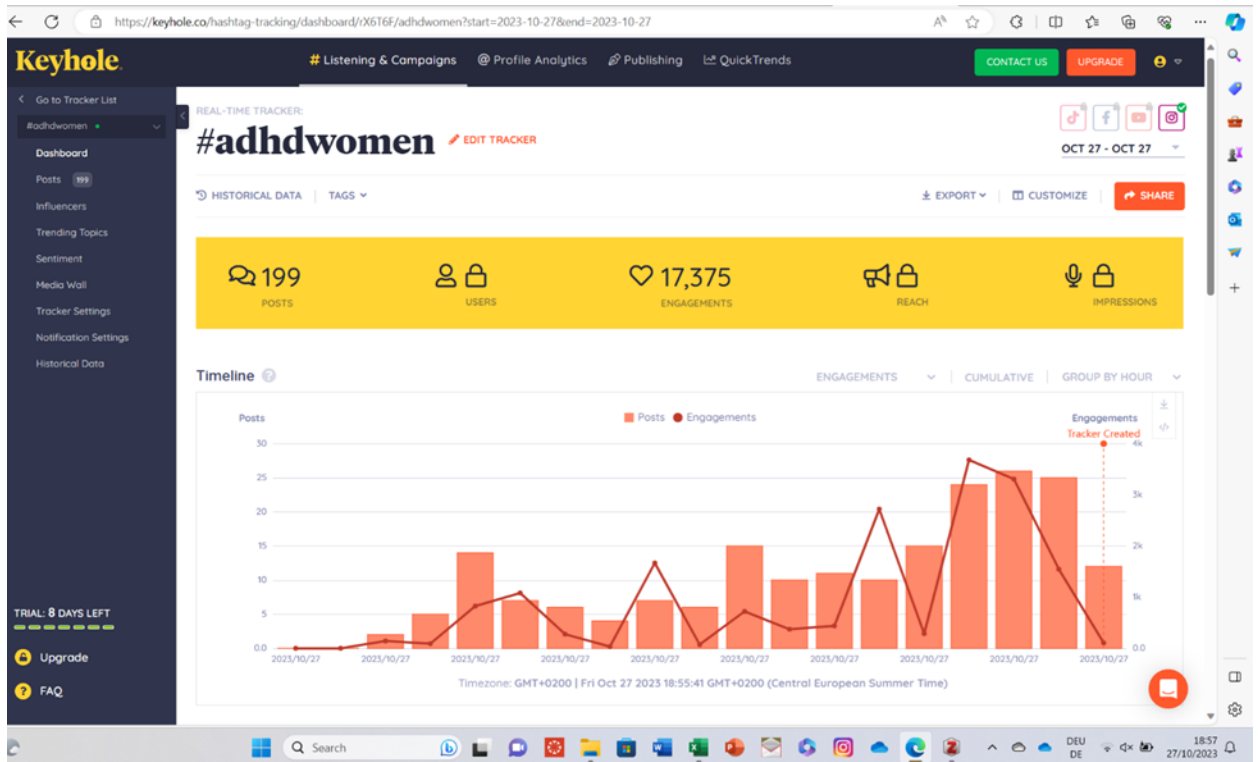 https://keyhole.co/hashtag-tracking/dashboard/rX6T6F/adhdwomen?start=2023-10-27&end=2023-10-27
Keyhole
# Listening & Campaigns @ Profile Analytics Publishing QuickTrends CONTACT US UPGRADE
Go to Tracker List
#adhdwomen
Dashboard
Posts 199
Influencers
Trending Topics
Sentiment
Media Wall
Tracker Settings
Notification Settings
Historical Data
TRIAL: 8 DAYS LEFT
Upgrade
FAQ
REAL-TIME TRACKER:
#adhdwomen EDIT TRACKER
OCT 27 - OCT 27
HISTORICAL DATA TAGS EXPORT CUSTOMIZE SHARE
199 17,375
POSTS USERS ENGAGEMENTS REACH IMPRESSIONS
Timeline ENGAGEMENTS CUMULATIVE GROUP BY HOUR
Posts Posts Engagements Engagements
Tracker Created
30 4k
25
3k
20
15 2k
10
1k
5
0.0 0.0
2023/10/27 2023/10/27 2023/10/27 2023/10/27 2023/10/27 2023/10/27 2023/10/27 2023/10/27 2023/10/27 2023/10/27
Timezone: GMT+0200 | Fri Oct 27 2023 18:55:41 GMT+0200 (Central European Summer Time)
Search DEU 18:57
DE 27/10/2023